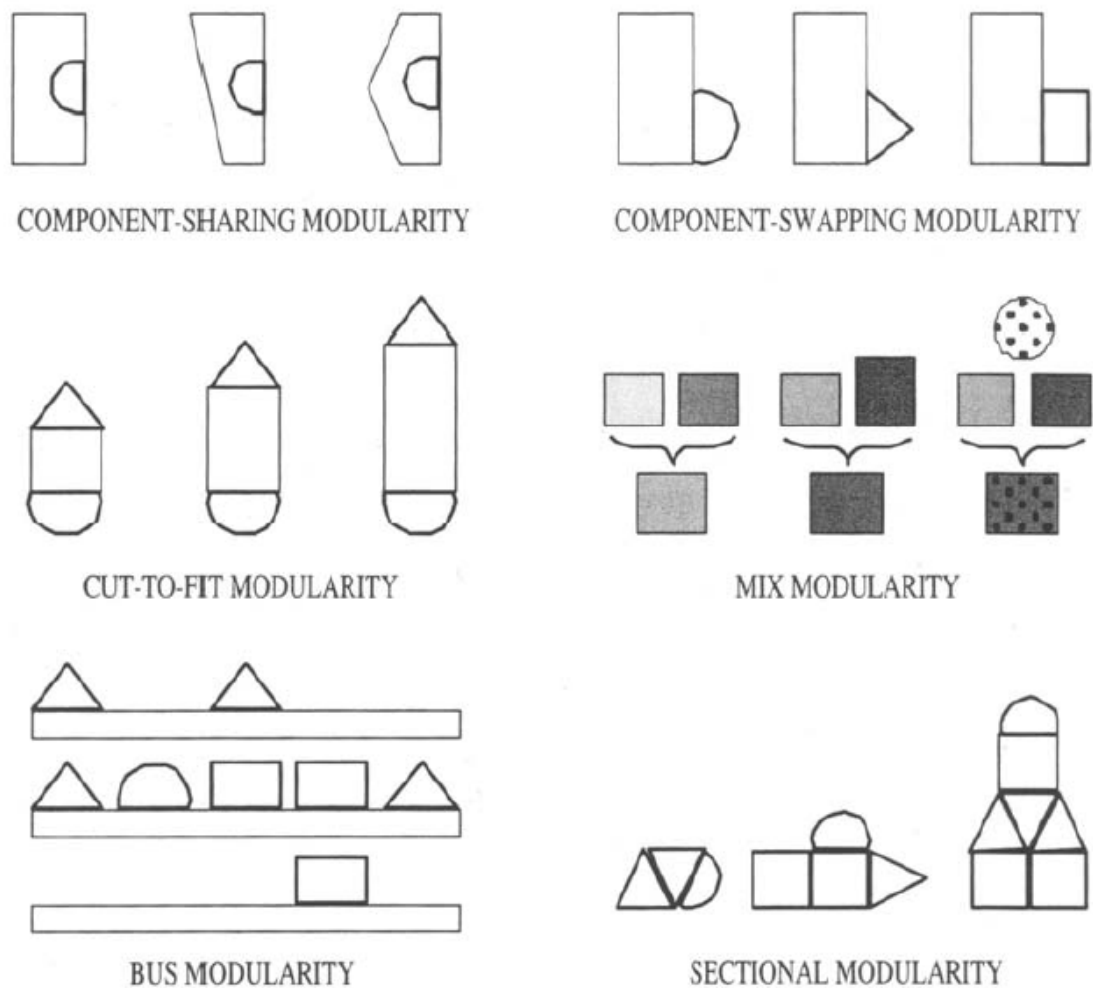 COMPONENT-SHARING MODULARITY
COMPONENT-SWAPPING MODULARITY
CUT-TO-FIT MODULARITY
MIX MODULARITY
BUS MODULARITY
SECTIONAL MODULARITY